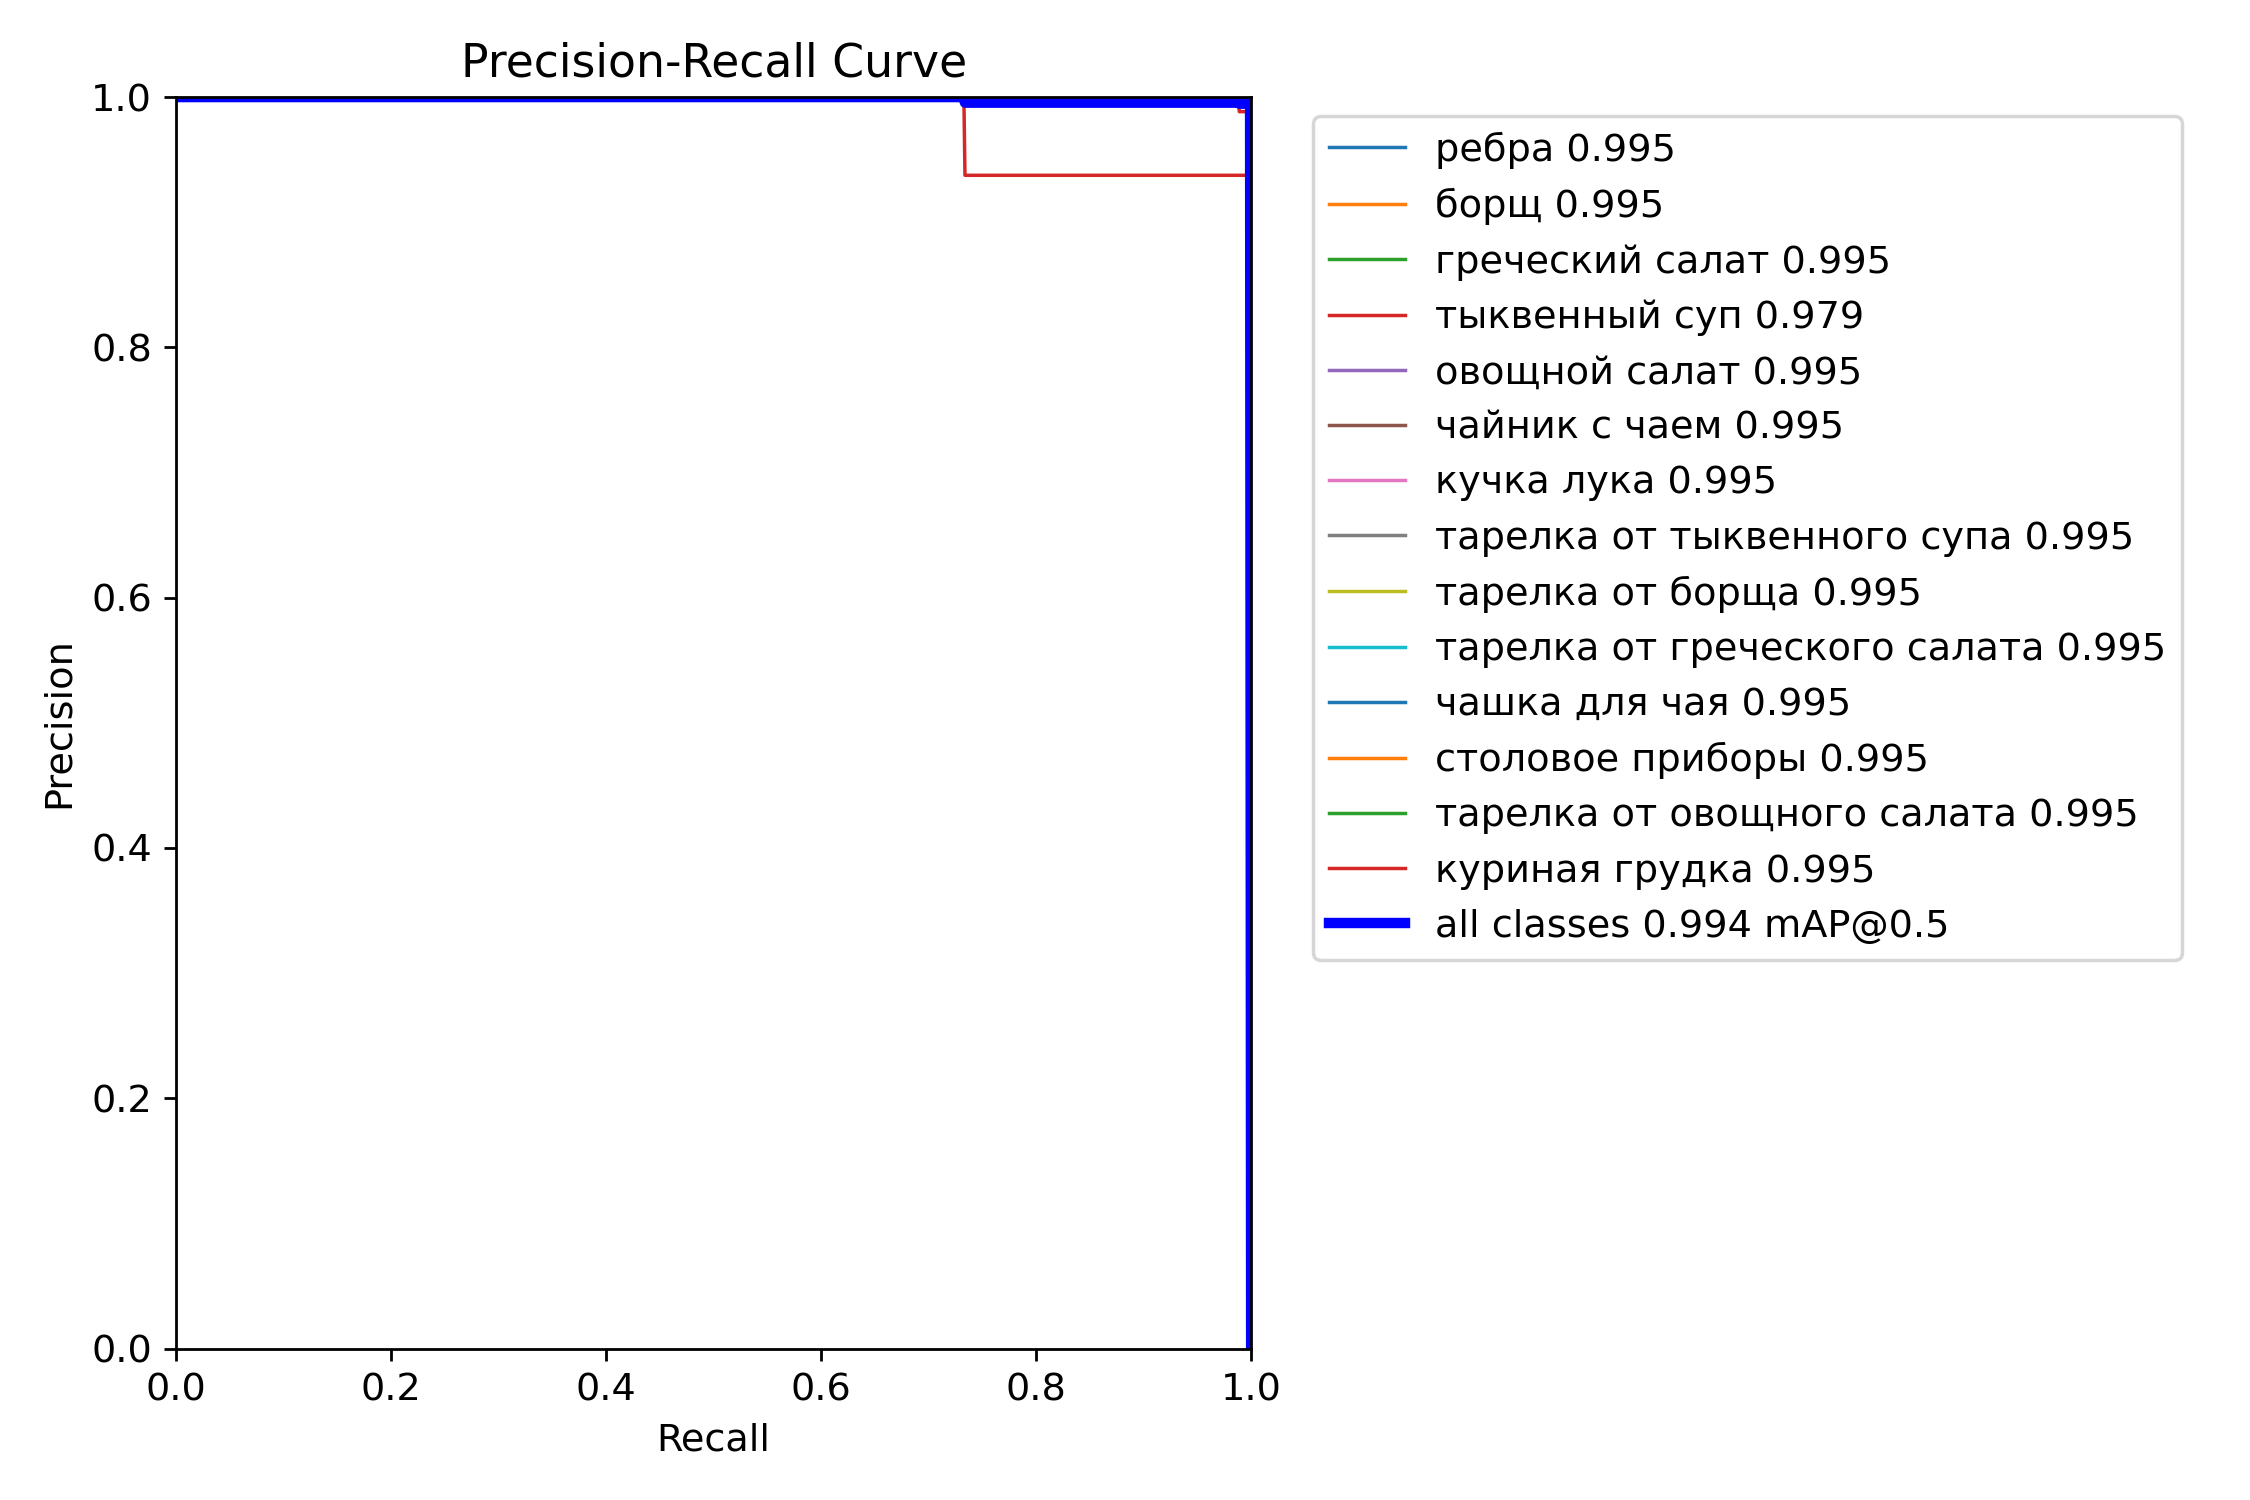 Precision-Recall Curve
1.0
0.8
0.6
0.4
0.2
0.0
Precision
0.0 0.2 0.4 0.6 0.8 1.0
Recall
ребра 0.995
борщ 0.995
греческий салат 0.995
тыквенный суп 0.979
овощной салат 0.995
чайник с чаем 0.995
кучка лука 0.995
тарелка от тыквенного супа 0.995
тарелка от борща 0.995
тарелка от греческого салата 0.995
чашка для чая 0.995
столовое приборы 0.995
тарелка от овощного салата 0.995
куриная грудка 0.995
all classes 0.994 mAP@0.5